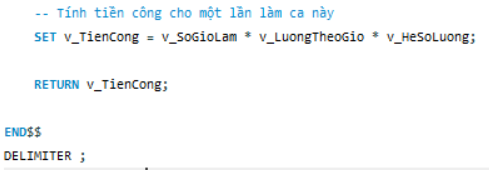 -- Tính tiền công cho một lần làm ca này
SET v_TienCong = v_SoGioLam * v_LuongTheoGio * v_HeSoLuong;
RETURN v_TienCong;
END$$
DELIMITER ;